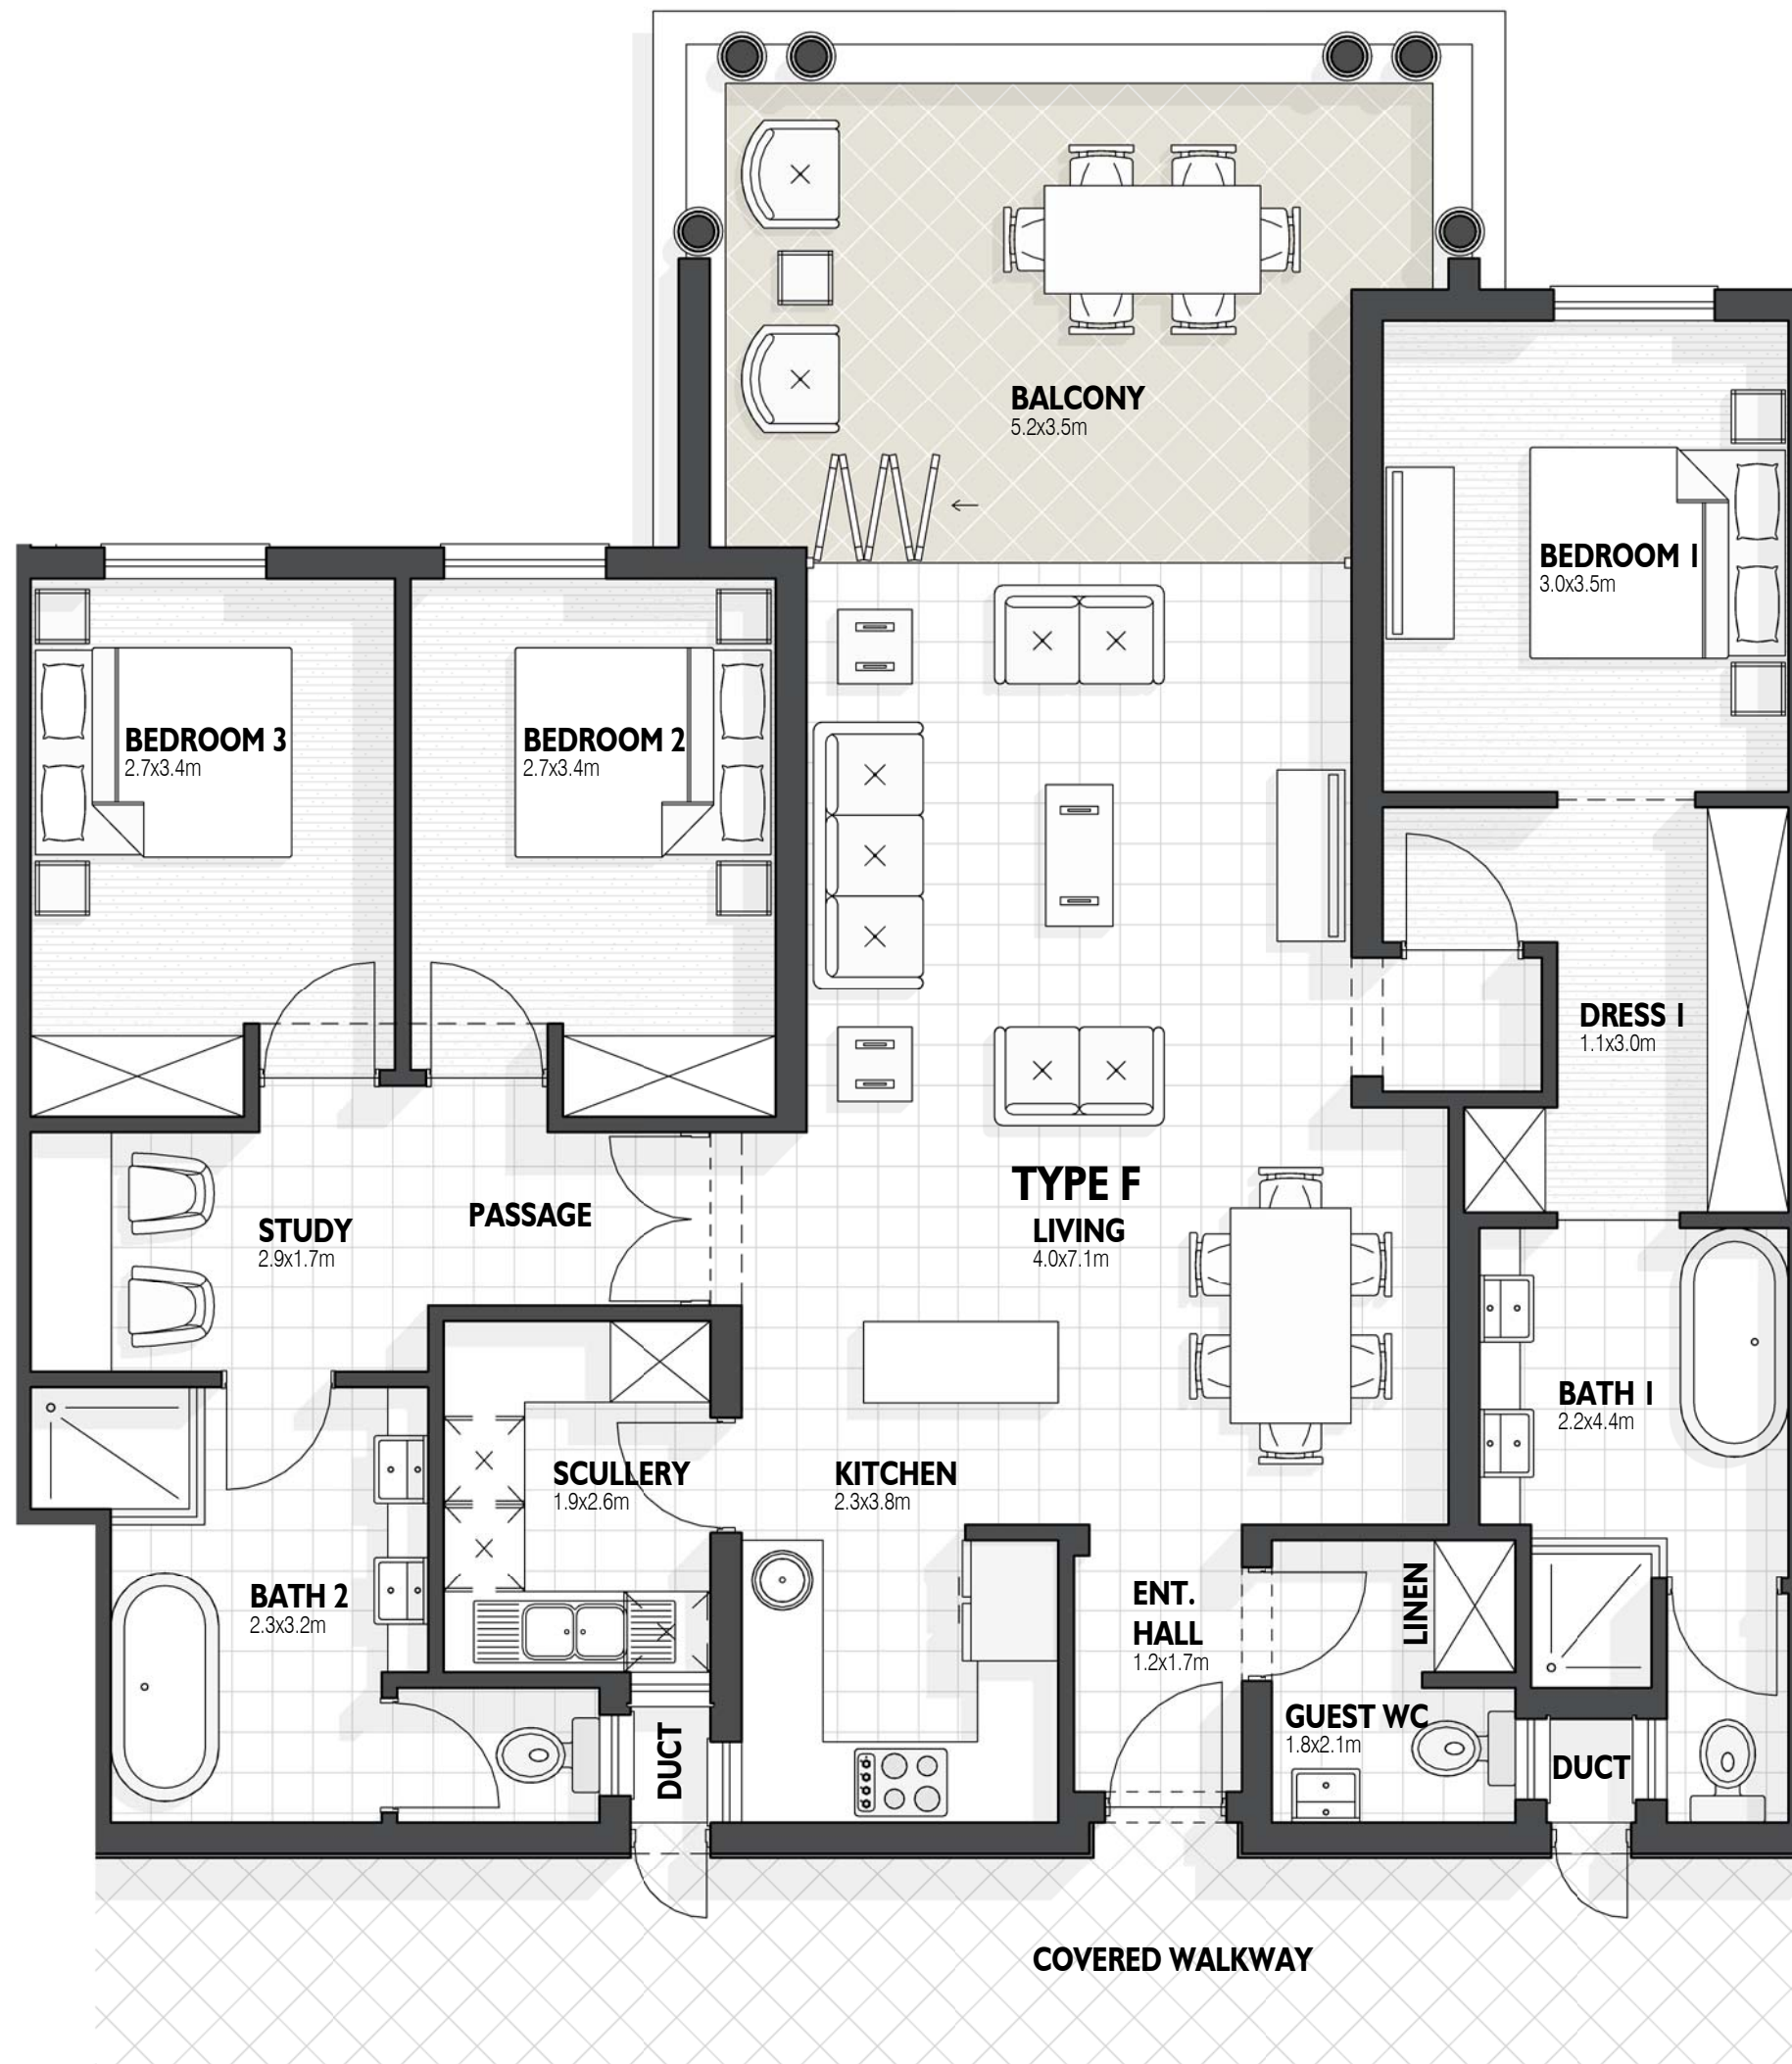 BALCONY
5.2x3.5m
BEDROOM 1
3.0x3.5m
BEDROOM 3
2.7x3.4m
BEDROOM 2
2.7x3.4m
DRESS 1
1.1x3.0m
TYPE F
LIVING
4.0x7.1m
STUDY
2.9x1.7m
PASSAGE
BATH 1
2.2x4.4m
SCULLERY
1.9x2.6m
KITCHEN
2.3x3.8m
BATH 2
2.3x3.2m
ENT.
HALL
1.2x1.7m
LINEN
GUEST WC
1.8x2.1m
DUCT
DUCT
COVERED WALKWAY